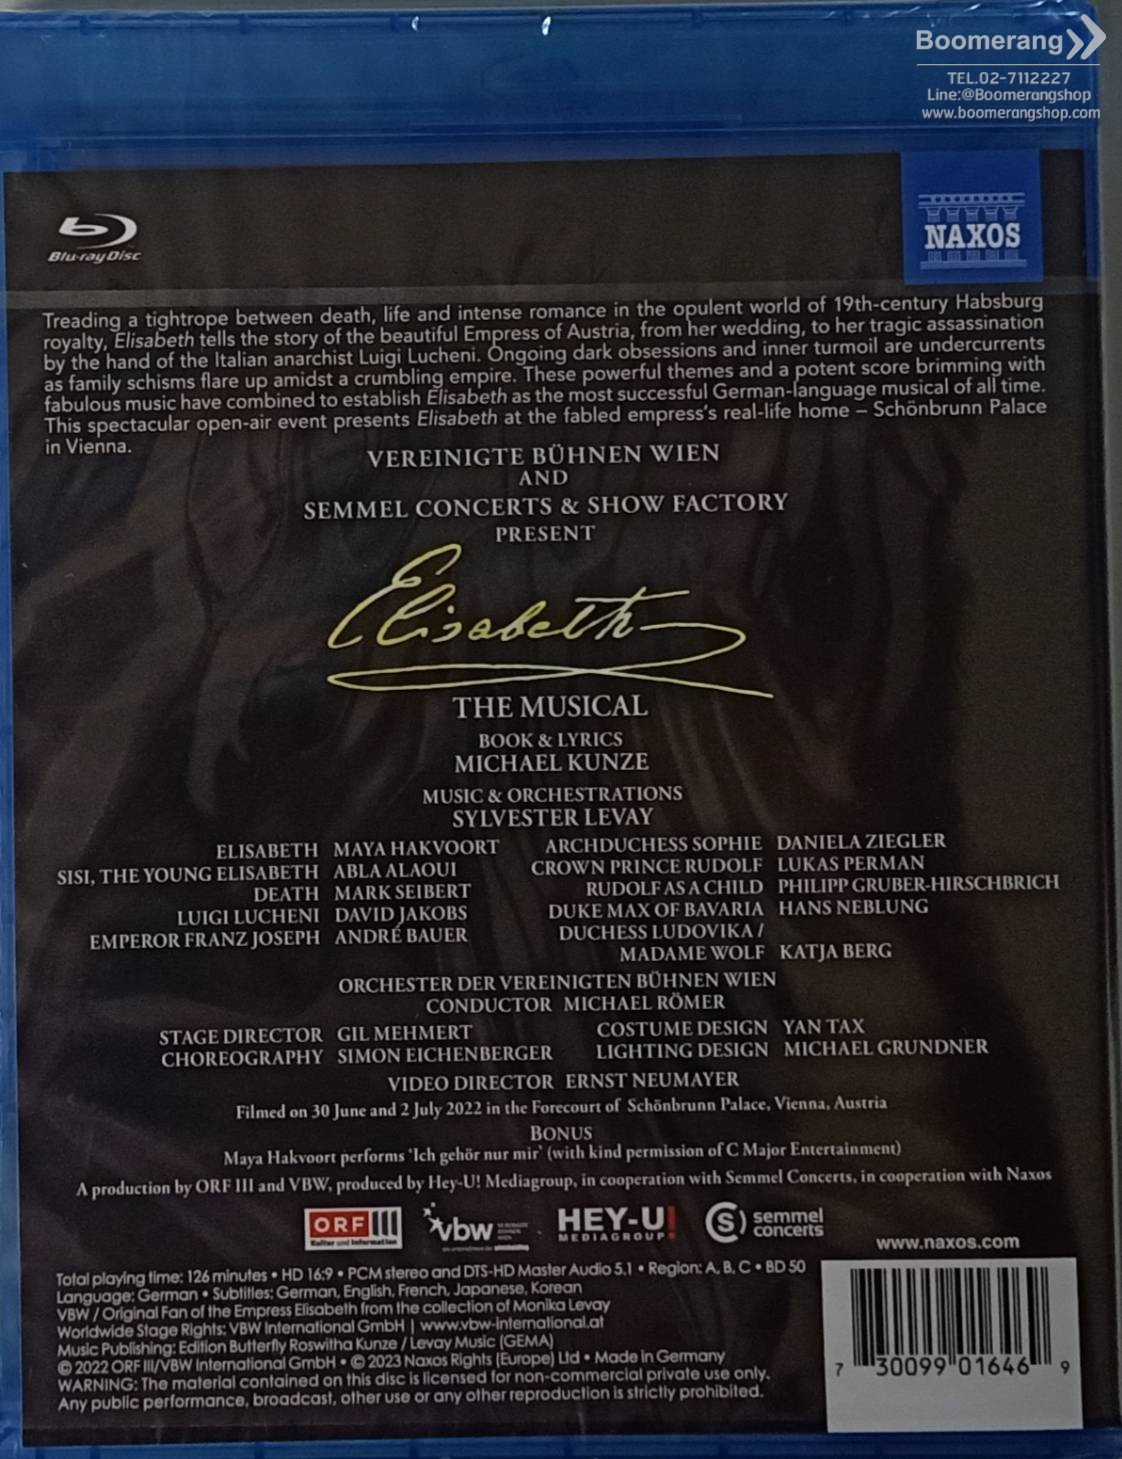 Boomerang
TEL.02-7112227
Line:@Boomerangshop
www.boomerangshop.com
Blu-ray Disc
NAXOS
Treading a tightrope between death, life and intense romance in the opulent world of 19th-century Habsburg
royalty, Elisabeth tells the story of the beautiful Empress of Austria, from her wedding, to her tragic assassination
by the hand of the Italian anarchist Luigi Lucheni. Ongoing dark obsessions and inner turmoil are undercurrents
as family schisms flare up amidst a crumbling empire. These powerful themes and a potent score brimming with
fabulous music have combined to establish Elisabeth as the most successful German-language musical of all time.
This spectacular open-air event presents Elisabeth at the fabled empress's real-life home – Schönbrunn Palace
in Vienna.
VEREINIGTE BÜHNEN WIEN
AND
SEMMEL CONCERTS & SHOW FACTORY
PRESENT
Elisabeth
THE MUSICAL
BOOK & LYRICS
MICHAEL KUNZE
MUSIC & ORCHESTRATIONS
SYLVESTER LEVAY
ELISABETH MAYA HAKVOORT
SISI, THE YOUNG ELISABETH ABLA ALAOUI
DEATH MARK SEIBERT
LUIGI LUCHENI DAVID JAKOBS
EMPEROR FRANZ JOSEPH ANDRÉ BAUER
ARCHDUCHESS SOPHIE DANIELA ZIEGLER
CROWN PRINCE RUDOLF LUKAS PERMAN
RUDOLF AS A CHILD PHILIPP GRUBER-HIRSCHBRICH
DUKE MAX OF BAVARIA HANS NEBLUNG
DUCHESS LUDOVIKA /
MADAME WOLF KATJA BERG
ORCHESTER DER VEREINIGTEN BÜHNEN WIEN
CONDUCTOR MICHAEL RÖMER
STAGE DIRECTOR GIL MEHMERT
CHOREOGRAPHY SIMON EICHENBERGER
COSTUME DESIGN YAN TAX
LIGHTING DESIGN MICHAEL GRUNDNER
VIDEO DIRECTOR ERNST NEUMAYER
Filmed on 30 June and 2 July 2022 in the Forecourt of Schönbrunn Palace, Vienna, Austria
BONUS
Maya Hakvoort performs 'Ich gehör nur mir' (with kind permission of C Major Entertainment)
A production by ORF III and VBW, produced by Hey-U! Mediagroup, in cooperation with Semmel Concerts, in cooperation with Naxos
ORF III
Kultur und Information
vbw
HEY-U!
MEDIAGROUP
S
semmel
concerts
www.naxos.com
Total playing time: 126 minutes • HD 16:9 • PCM stereo and DTS-HD Master Audio 5.1 • Region: A, B, C • BD 50
Language: German • Subtitles: German, English, French, Japanese, Korean
VBW / Original Fan of the Empress Elisabeth from the collection of Monika Levay
Worldwide Stage Rights: VBW International GmbH | www.vbw-international.at
Music Publishing: Edition Butterfly Roswitha Kunze / Levay Music (GEMA)
© 2022 ORF III/VBW International GmbH • © 2023 Naxos Rights (Europe) Ltd • Made in Germany
WARNING: The material contained on this disc is licensed for non-commercial private use only.
Any public performance, broadcast, other use or any other reproduction is strictly prohibited.
7 30099 01646 9